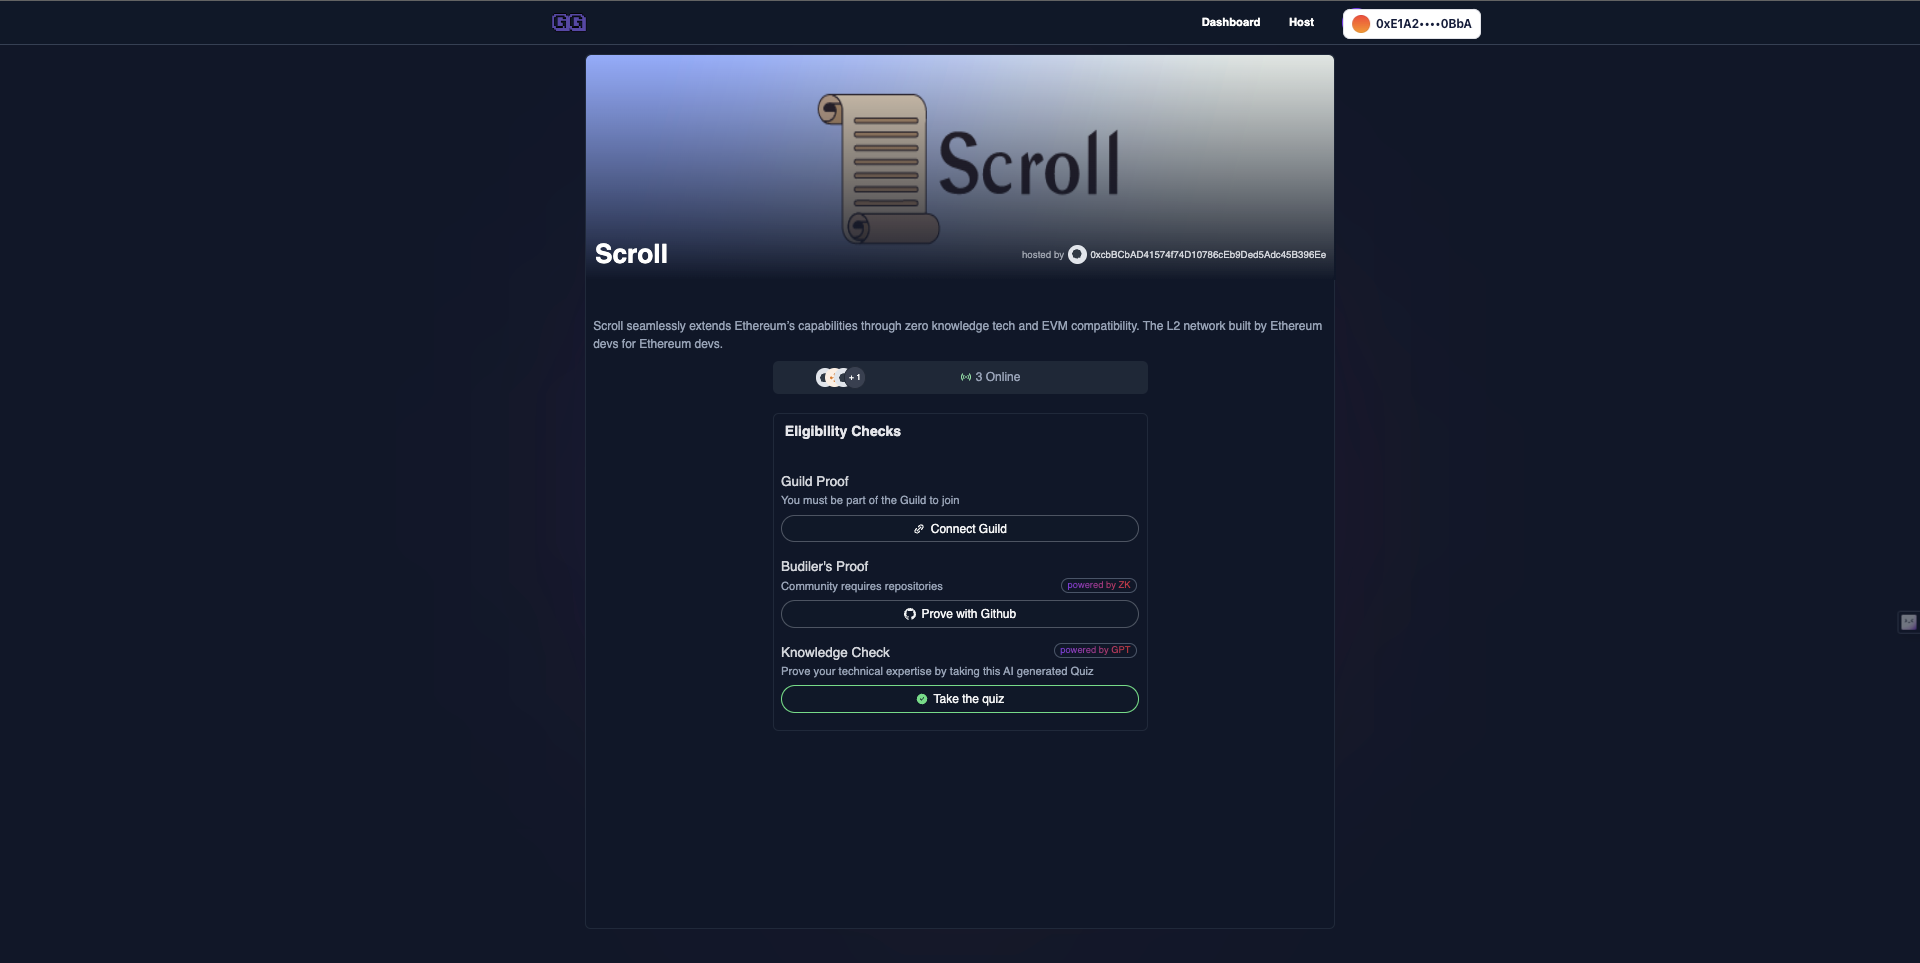 GG
Dashboard
Host
0xE1A2••••0BbA
Scroll
Scroll
hosted by 0xcbBCbAD41574f74D10786cEb9Ded5Adc45B396Ee
Scroll seamlessly extends Ethereum’s capabilities through zero knowledge tech and EVM compatibility. The L2 network built by Ethereum
devs for Ethereum devs.
+ 1
3 Online
Eligibility Checks
Guild Proof
You must be part of the Guild to join
Connect Guild
Budiler's Proof
Community requires repositories
powered by ZK
Prove with Github
Knowledge Check
powered by GPT
Prove your technical expertise by taking this AI generated Quiz
Take the quiz